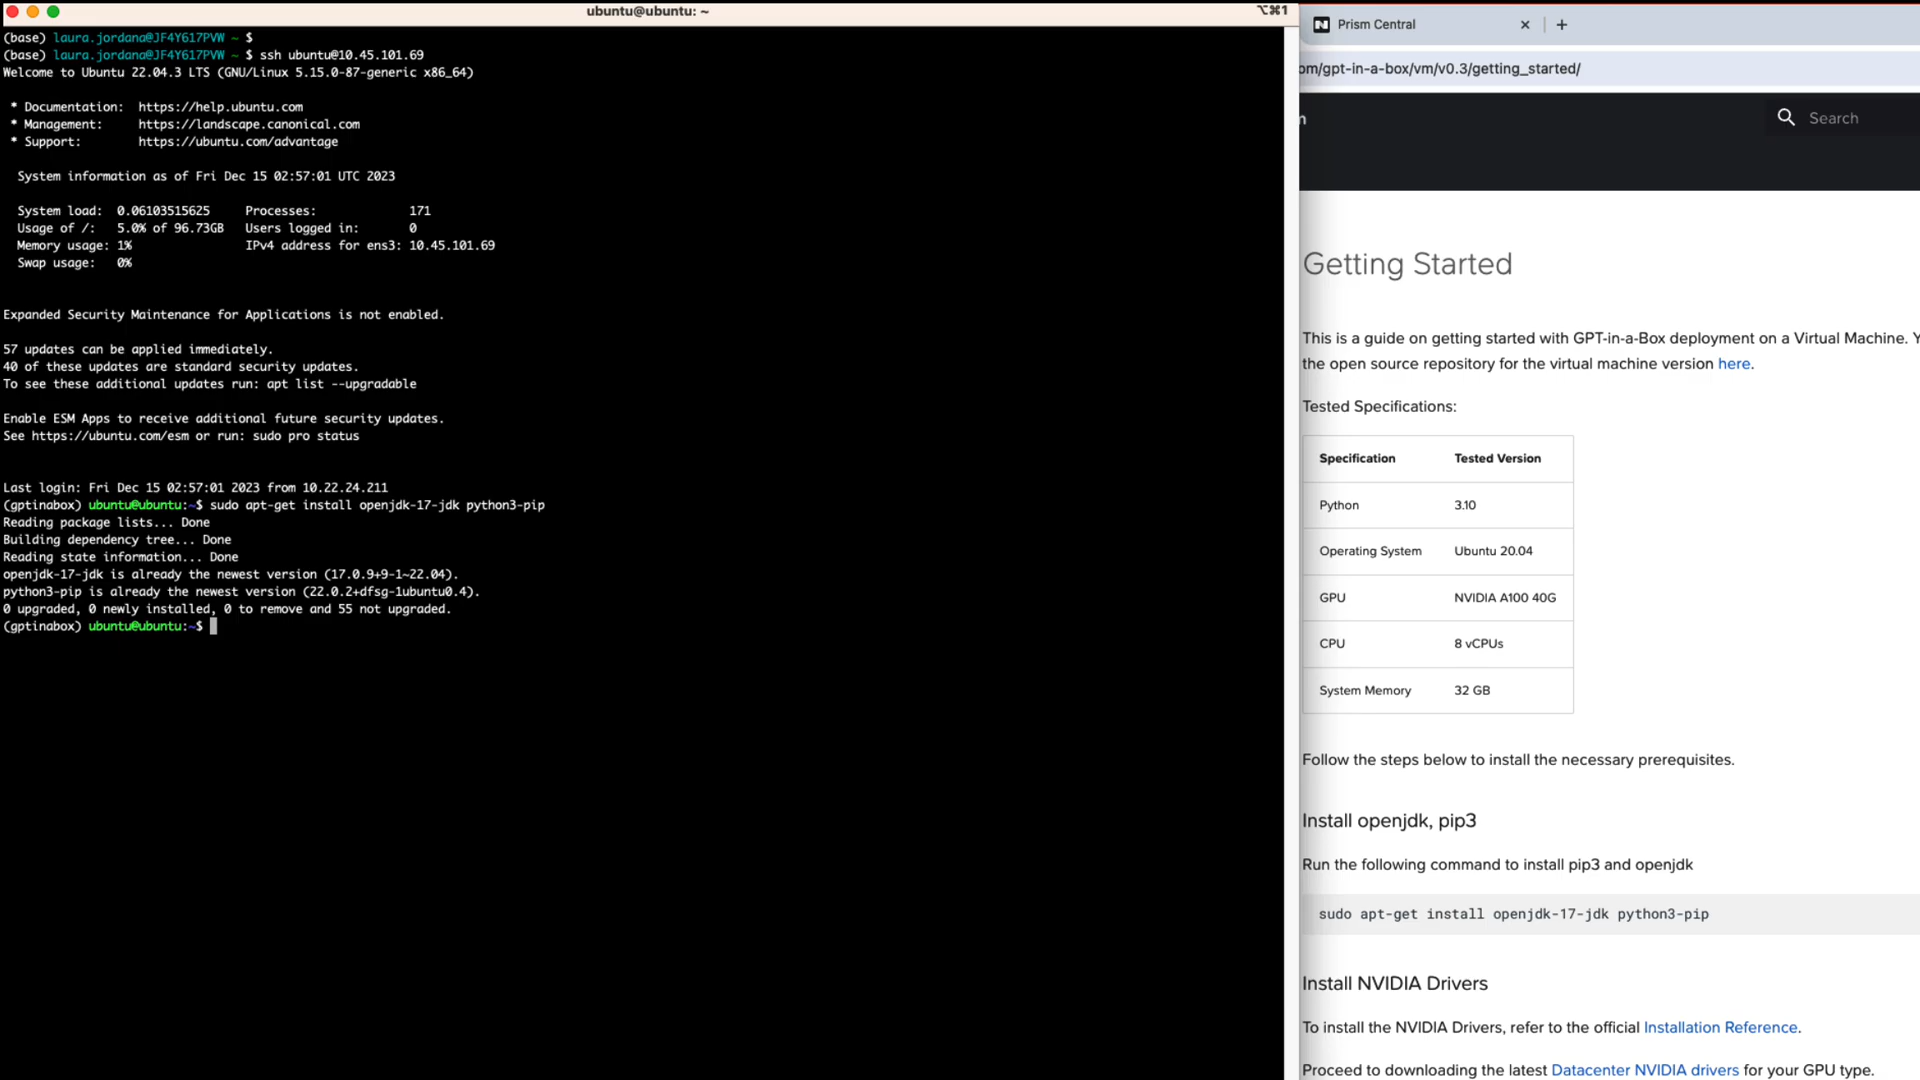 ubuntu@ubuntu: ~
⌥⌘1
(base) laura.jordana@JF4Y617PVW ~ $
(base) laura.jordana@JF4Y617PVW ~ $ ssh ubuntu@10.45.101.69
Welcome to Ubuntu 22.04.3 LTS (GNU/Linux 5.15.0-87-generic x86_64)
* Documentation:  https://help.ubuntu.com
* Management:     https://landscape.canonical.com
* Support:        https://ubuntu.com/advantage
System information as of Fri Dec 15 02:57:01 UTC 2023
System load:  0.06103515625     Processes:             171
Usage of /:   5.0% of 96.73GB   Users logged in:       0
Memory usage: 1%                IPv4 address for ens3: 10.45.101.69
Swap usage:   0%
Expanded Security Maintenance for Applications is not enabled.
57 updates can be applied immediately.
40 of these updates are standard security updates.
To see these additional updates run: apt list --upgradable
Enable ESM Apps to receive additional future security updates.
See https://ubuntu.com/esm or run: sudo pro status
Last login: Fri Dec 15 02:57:01 2023 from 10.22.24.211
(gptinabox) ubuntu@ubuntu:~$ sudo apt-get install openjdk-17-jdk python3-pip
Reading package lists... Done
Building dependency tree... Done
Reading state information... Done
openjdk-17-jdk is already the newest version (17.0.9+9-1~22.04).
python3-pip is already the newest version (22.0.2+dfsg-1ubuntu0.4).
0 upgraded, 0 newly installed, 0 to remove and 55 not upgraded.
(gptinabox) ubuntu@ubuntu:~$
Prism Central
om/gpt-in-a-box/vm/v0.3/getting_started/
Search
Getting Started
This is a guide on getting started with GPT-in-a-Box deployment on a Virtual Machine. Y
the open source repository for the virtual machine version here.
Tested Specifications:
Specification Tested Version
Python 3.10
Operating System Ubuntu 20.04
GPU NVIDIA A100 40G
CPU 8 vCPUs
System Memory 32 GB
Follow the steps below to install the necessary prerequisites.
Install openjdk, pip3
Run the following command to install pip3 and openjdk
sudo apt-get install openjdk-17-jdk python3-pip
Install NVIDIA Drivers
To install the NVIDIA Drivers, refer to the official Installation Reference.
Proceed to downloading the latest Datacenter NVIDIA drivers for your GPU type.